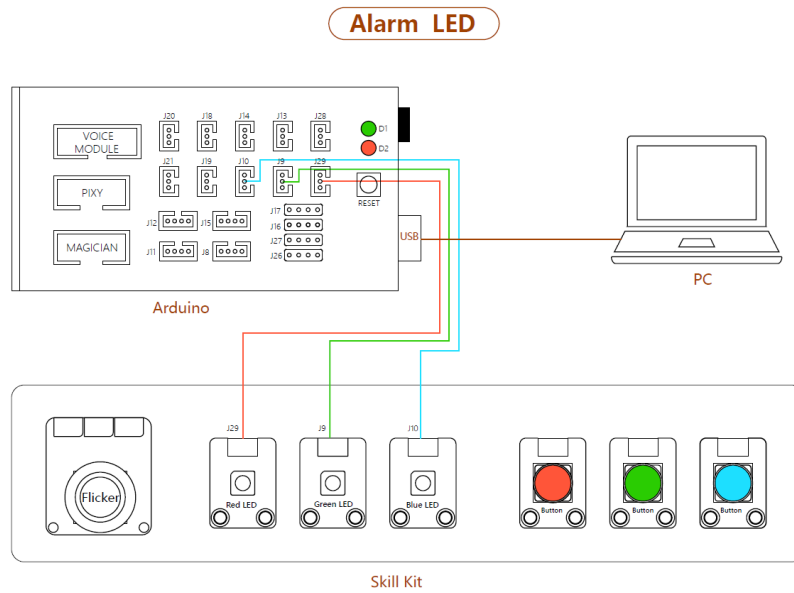 Alarm LED
J20 J18 J14 J13 J28
D1
VOICE
MODULE
D2
J21 J19 J10 J9 J29
PIXY
RESET
J17
J12 J15
J16
USB
J27
MAGICIAN
J11 J8
J26
PC
Arduino
J29 J9 J10
Flicker
Red LED Green LED Blue LED
Button Button Button
Skill Kit